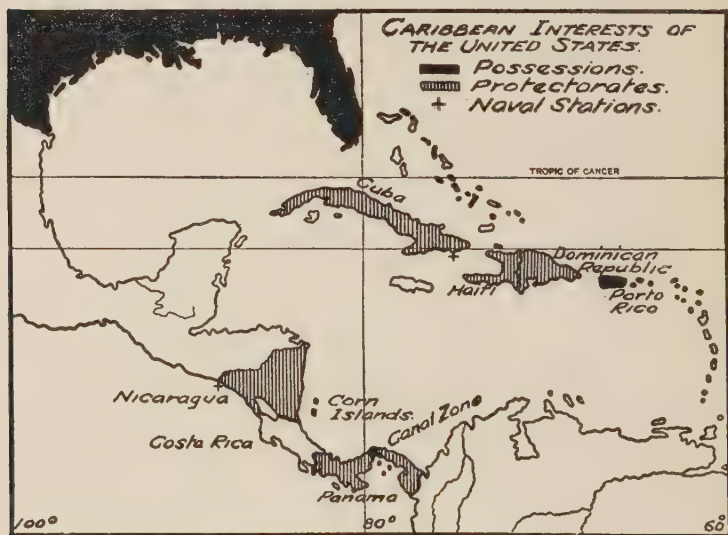 CARIBBEAN INTERESTS OF
THE UNITED STATES.
Possessions.
Protectorates.
Naval Stations.
TROPIC OF CANCER
Cuba
Dominican
Republic
Haiti
Porto
Rico
Nicaragua
Corn
Islands.
Costa Rica
Canal Zone
Panama
100°
80°
60°